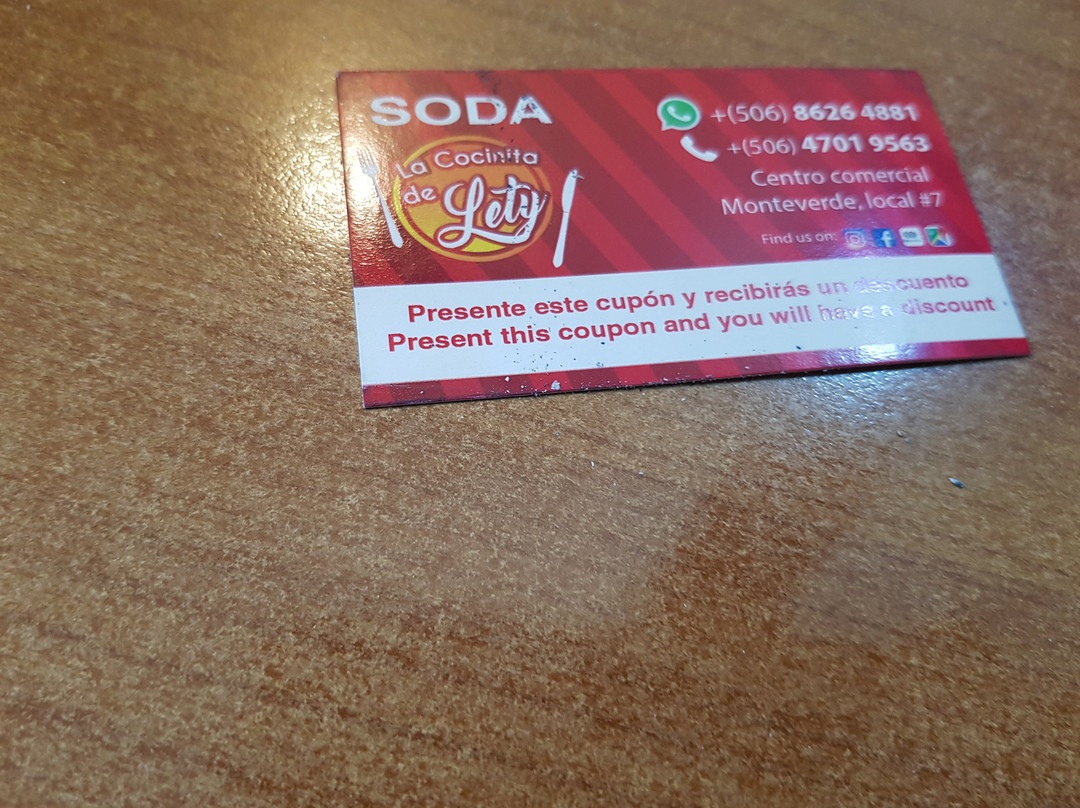 SODA
La Cocinita
de Lety
+(506) 8626 4881
+(506) 4701 9563
Centro comercial
Monteverde, local #7
Find us on:
Presente este cupón y recibirás un descuento
Present this coupon and you will have a discount